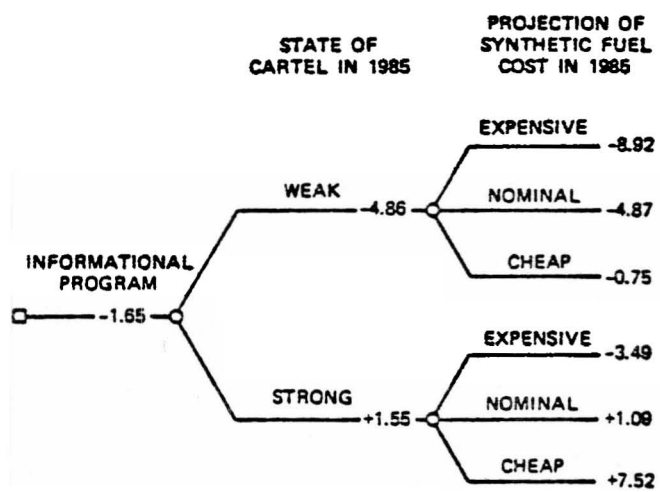 STATE OF
CARTEL IN 1985
PROJECTION OF
SYNTHETIC FUEL
COST IN 1985
EXPENSIVE
-8.92
WEAK
-4.86
NOMINAL
-4.87
CHEAP
-0.75
INFORMATIONAL
PROGRAM
-1.65
EXPENSIVE
-3.49
STRONG
+1.55
NOMINAL
+1.09
CHEAP
+7.52